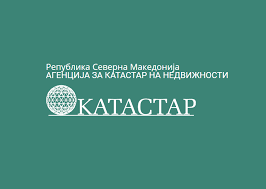 Република Северна Македонија
АГЕНЦИЈА ЗА КАТАСТАР НА НЕДВИЖНОСТИ
КАТАСТАР